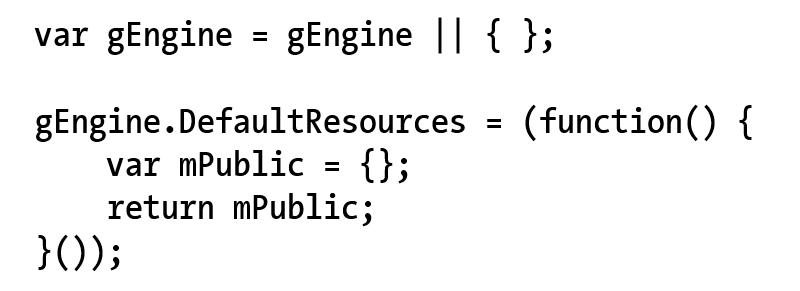 var gEngine = gEngine || { };
gEngine.DefaultResources = (function() {
    var mPublic = {};
    return mPublic;
}());